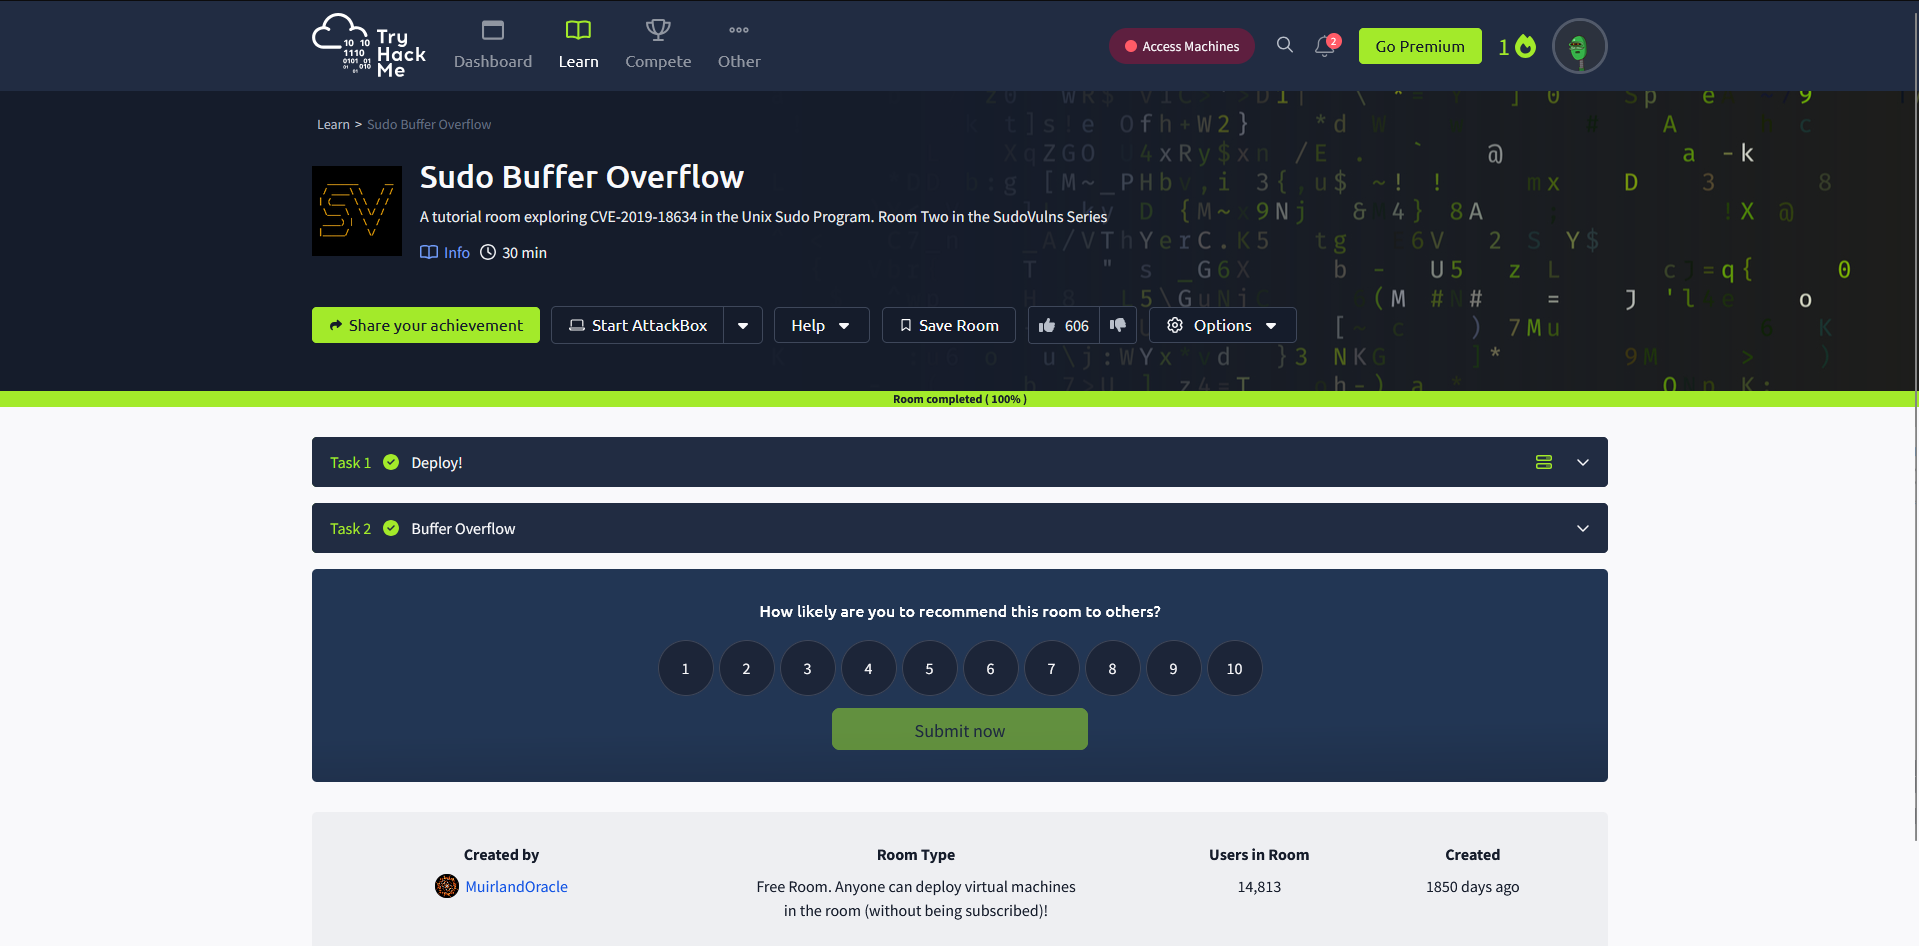 Try
Hack
Me
Dashboard
Learn
Compete
Other
Access Machines
2
Go Premium
1
Learn > Sudo Buffer Overflow
Sudo Buffer Overflow
A tutorial room exploring CVE-2019-18634 in the Unix Sudo Program. Room Two in the SudoVulns Series
Info
30 min
Share your achievement
Start AttackBox
Help
Save Room
606
Options
Room completed ( 100% )
Task 1
Deploy!
Task 2
Buffer Overflow
How likely are you to recommend this room to others?
1 2 3 4 5 6 7 8 9 10
Submit now
Created by
MuirlandOracle
Room Type
Free Room. Anyone can deploy virtual machines
in the room (without being subscribed)!
Users in Room
14,813
Created
1850 days ago